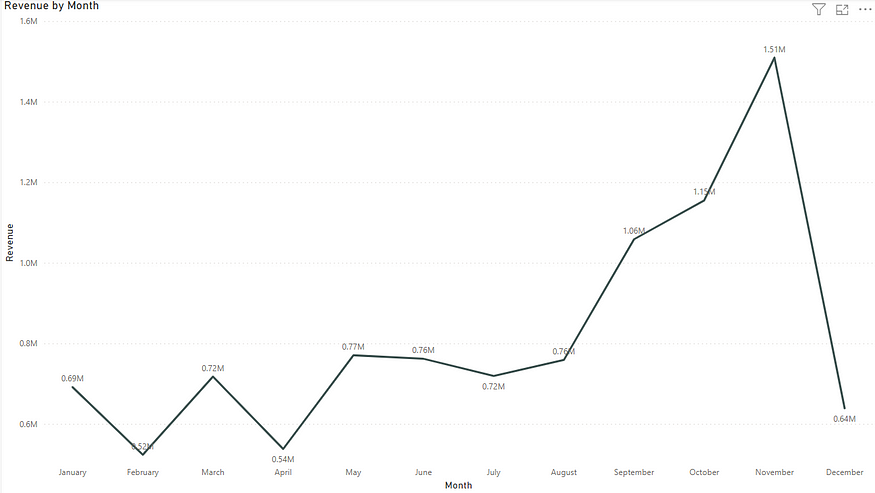 Revenue by Month
1.6M
1.51M
1.4M
1.2M
1.15M
1.06M
1.0M
Revenue
0.8M
0.77M
0.76M
0.76M
0.72M
0.69M
0.72M
0.64M
0.6M
0.52M
0.54M
January February March April May June July August September October November December
Month